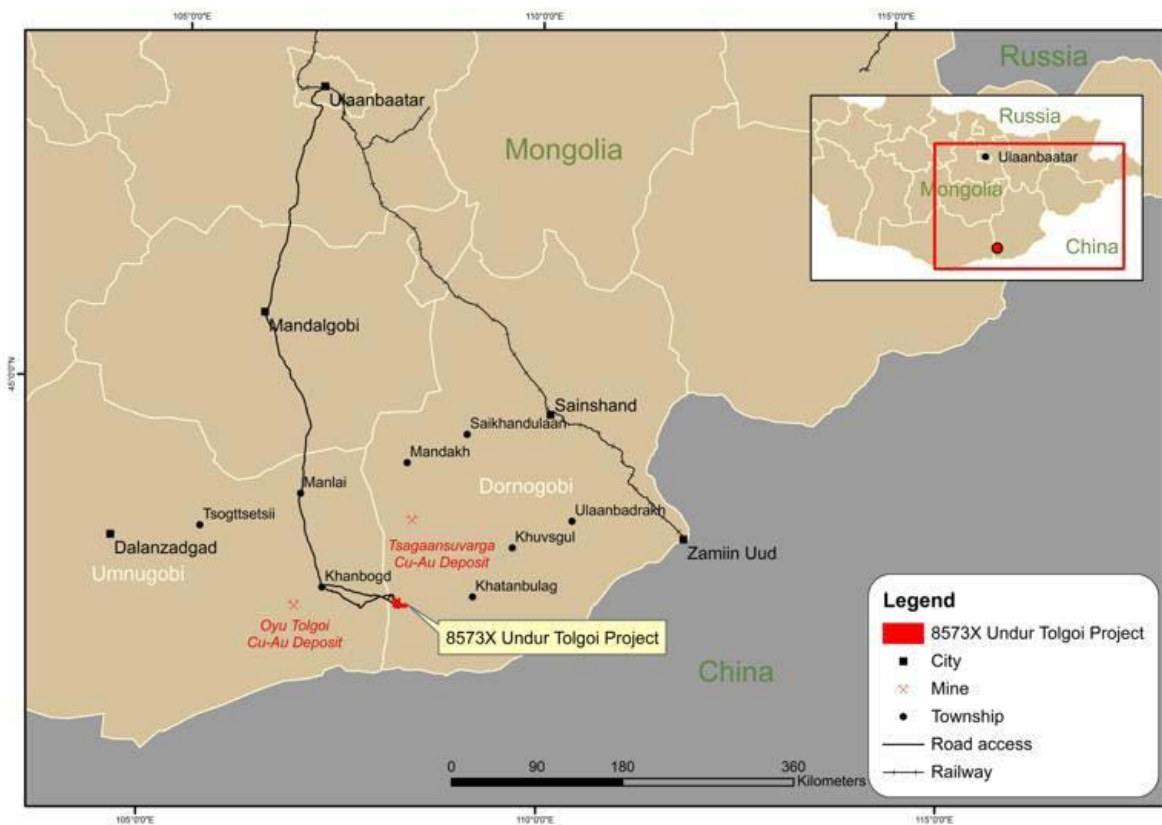 105°0'0"E
110°0'0"E
115°0'0"E
Russia
Ulaanbaatar
Mongolia
Russia
Ulaanbaatar
Mongolia
China
Mandalgobi
45°0'0"N
Sainshand
Saikhandulaan
Mandakh
Manlai
Dornogobi
Tsogttsetsii
Ulaanbadrakh
Tsagaansuvarga
Cu-Au Deposit
Khuvsgul
Zamiin Uud
Dalanzadgad
Umnugobi
Khanbogd
Khatanbulag
Oyu Tolgoi
Cu-Au Deposit
8573X Undur Tolgoi Project
China
Legend
8573X Undur Tolgoi Project
City
Mine
Township
Road access
Railway
0 90 180 360
Kilometers
105°0'0"E
110°0'0"E
115°0'0"E